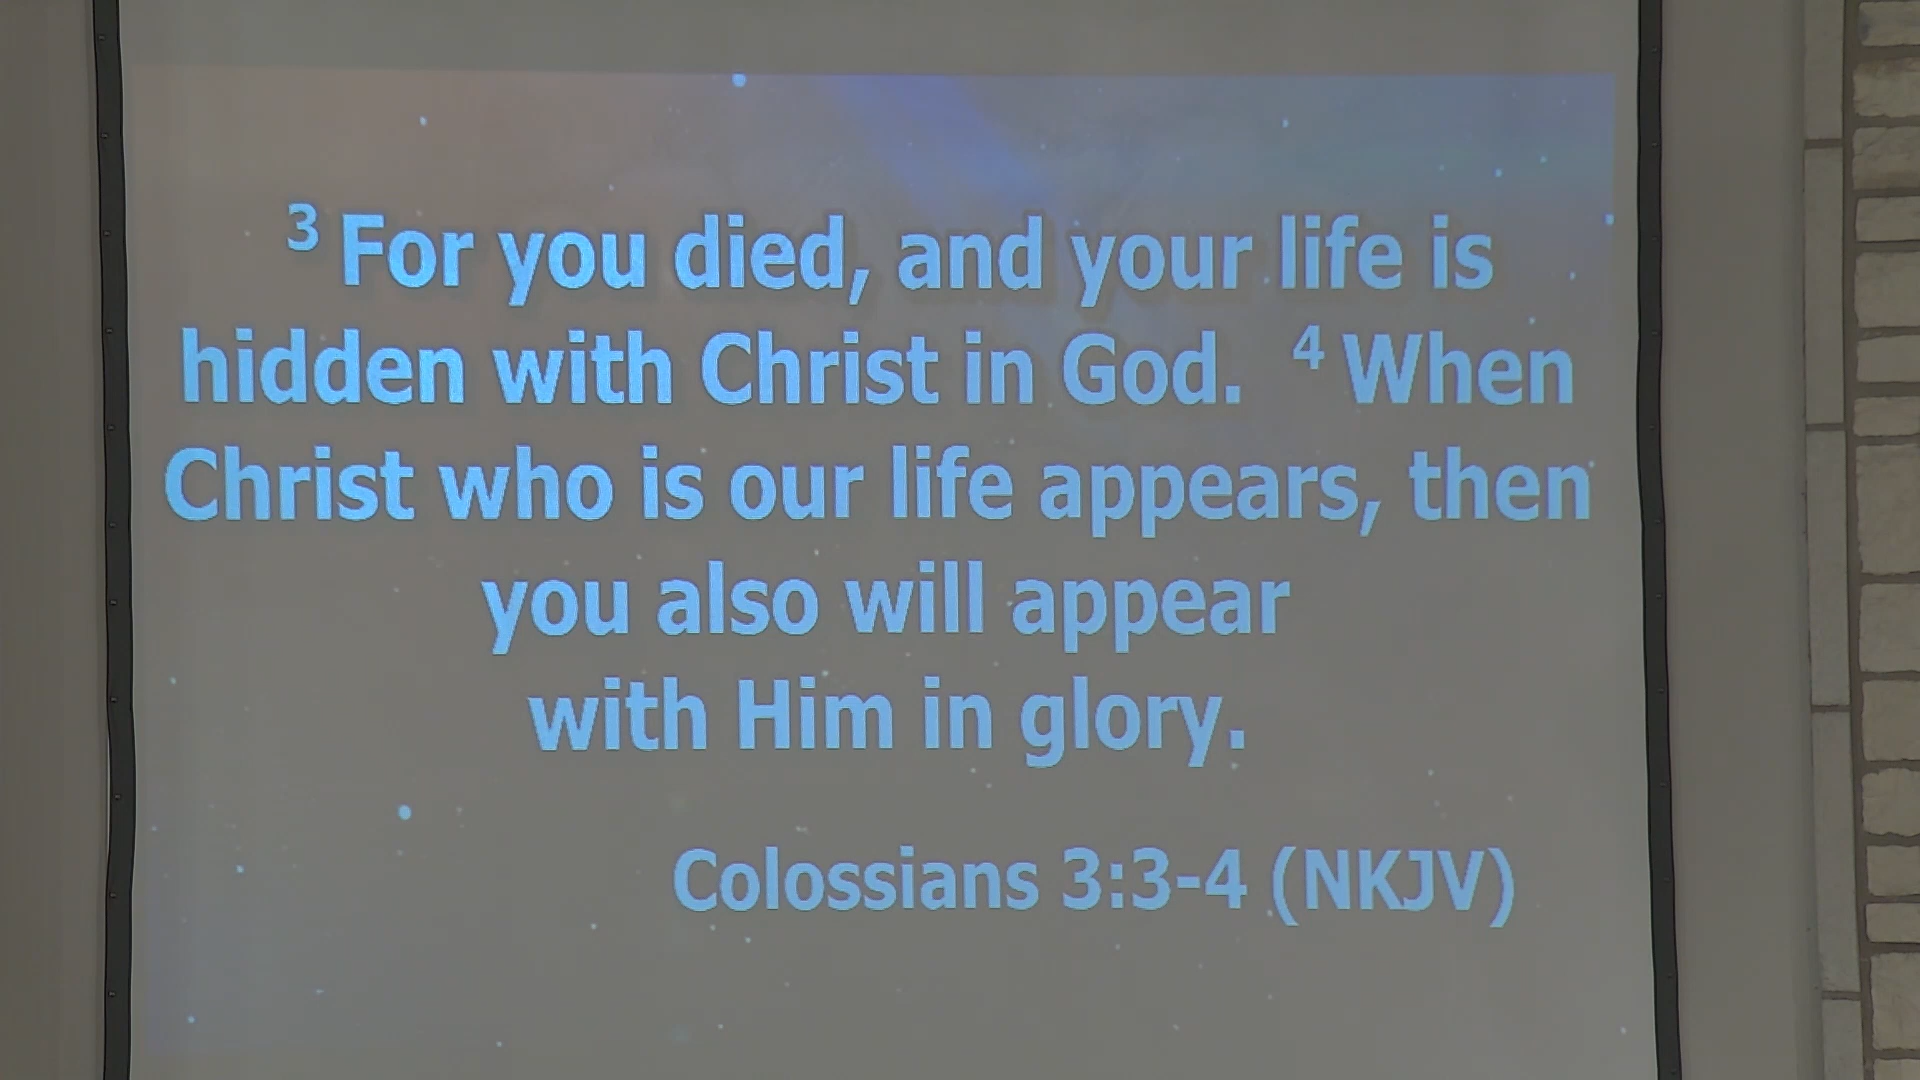 3 For you died, and your life is
hidden with Christ in God. 4 When
Christ who is our life appears, then
you also will appear
with Him in glory.
Colossians 3:3-4 (NKJV)